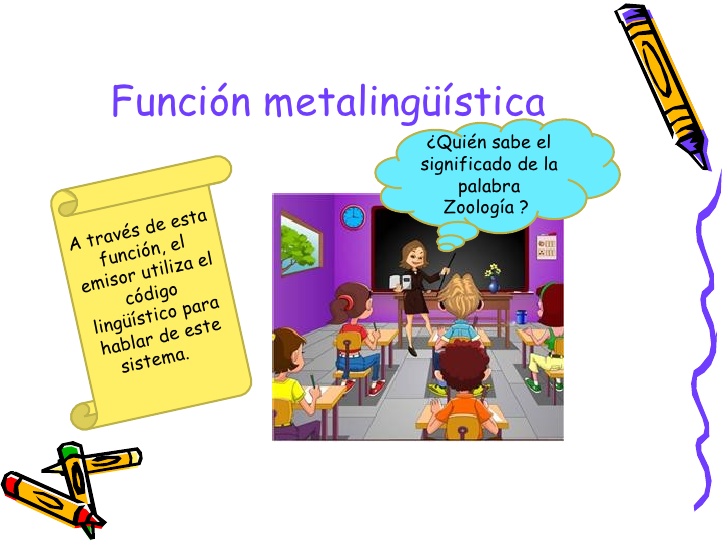 Función metalingüística
¿Quién sabe el
significado de la
palabra
Zoología ?
A través de esta
función, el
emisor utiliza el
código
lingüístico para
hablar de este
sistema.